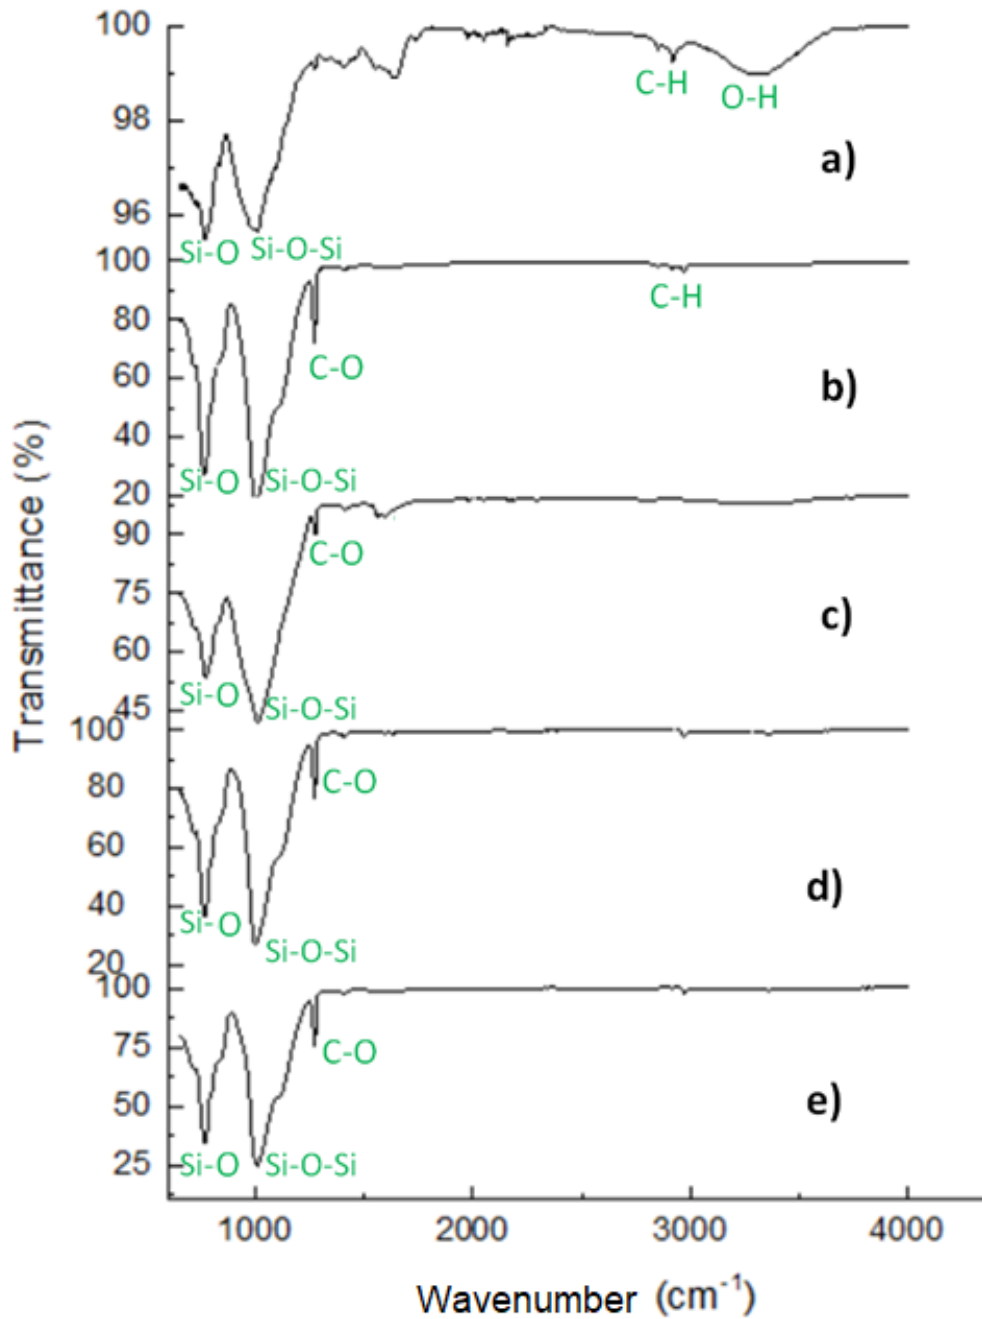 100
98
96
C-H
O-H
a)
Si-O
Si-O-Si
100
80
60
40
20
C-H
C-O
b)
Si-O
Si-O-Si
90
75
60
45
C-O
c)
Si-O
Si-O-Si
100
80
60
40
20
C-O
d)
Si-O
Si-O-Si
100
75
50
25
C-O
e)
Si-O
Si-O-Si
Transmittance (%)
1000 2000 3000 4000
Wavenumber (cm⁻¹)